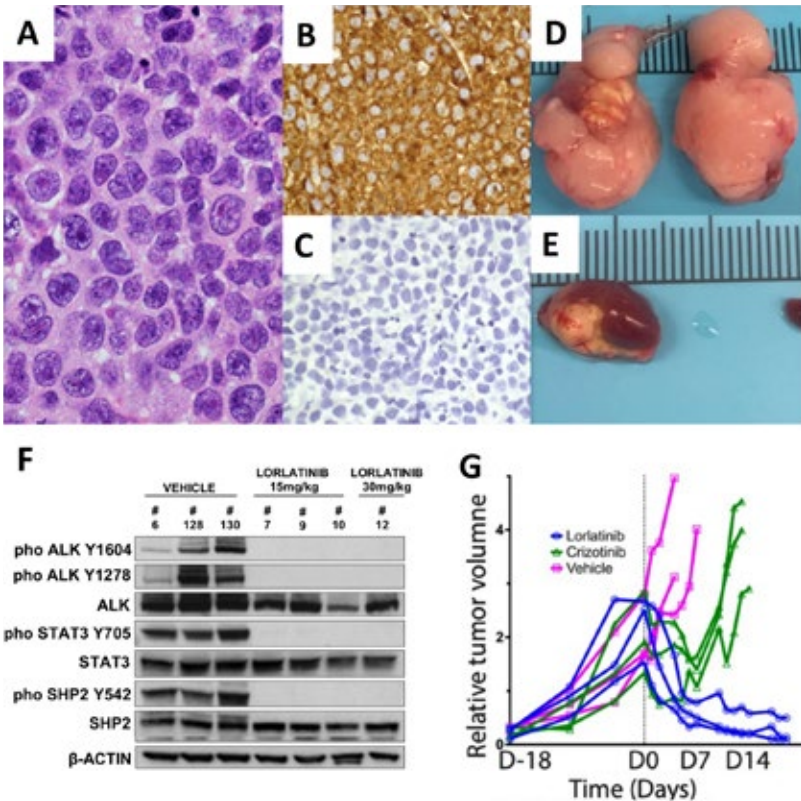 A
B
C
D
E
F
VEHICLE
LORLATINIB 15mg/kg
LORLATINIB 30mg/kg
# # # # # # #
6 128 130 7 9 10 12
pho ALK Y1604
pho ALK Y1278
ALK
pho STAT3 Y705
STAT3
pho SHP2 Y542
SHP2
β-ACTIN
G
Relative tumor volumne
4
2
0
Lorlatinib
Crizotinib
Vehicle
D-18 D0 D7 D14
Time (Days)